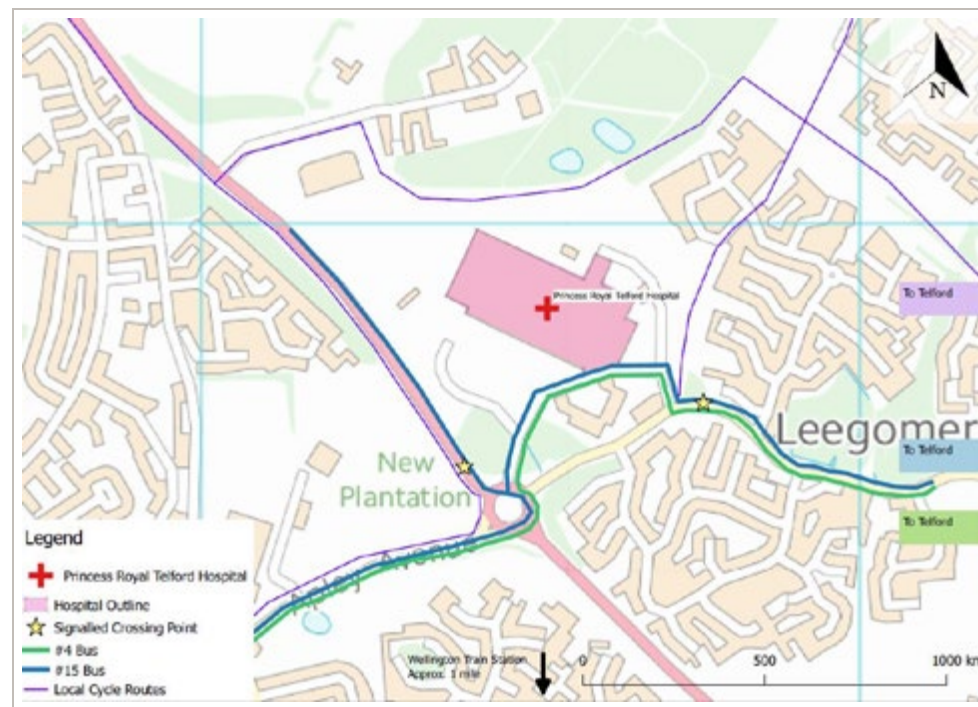 N
Princess Royal Telford Hospital
To Telford
Leegomer
To Telford
New
Plantation
To Telford
Avenue
Legend
Princess Royal Telford Hospital
Hospital Outline
Signalled Crossing Point
#4 Bus
#15 Bus
Local Cycle Routes
Wellington Train Station
Approx. 1 mile
0 500 1000 km